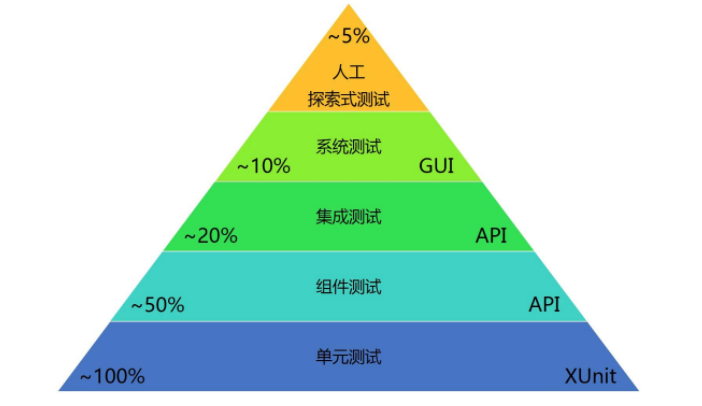 ~5%
人工
探索式测试
系统测试
~10% GUI
集成测试
~20% API
组件测试
~50% API
单元测试
~100% XUnit